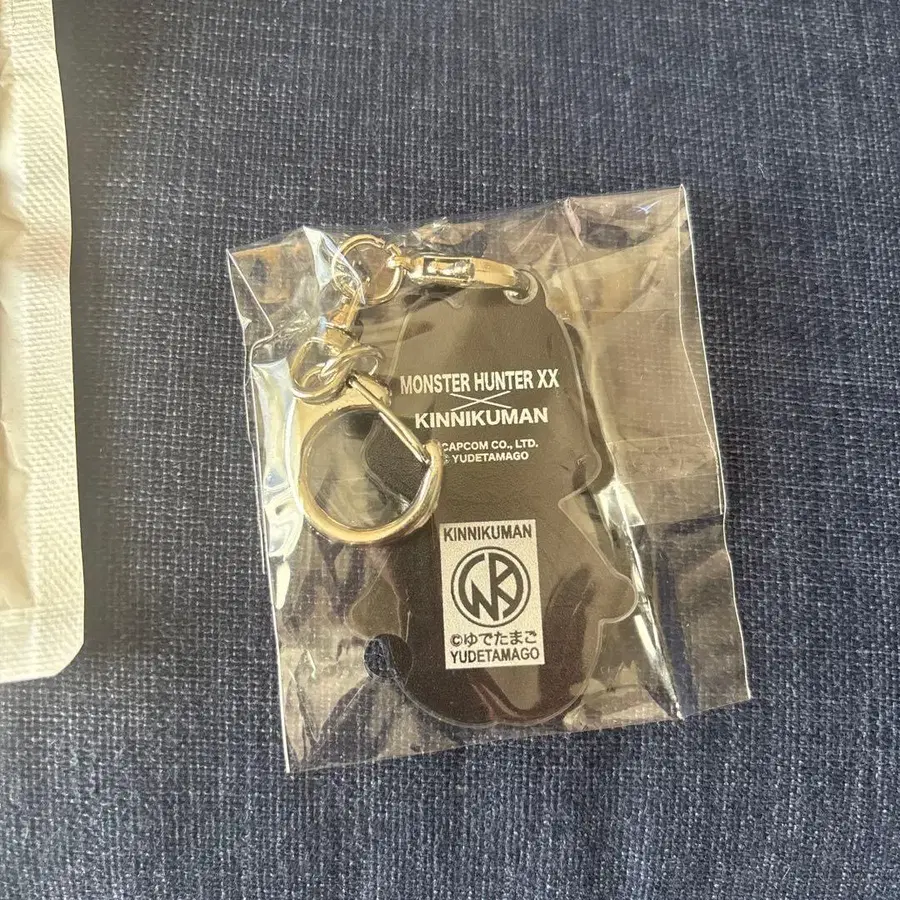 MONSTER HUNTER XX
×
KINNIKUMAN
CAPCOM CO., LTD.
© YUDETAMAGO
KINNIKUMAN
©ゆでたまご
YUDETAMAGO